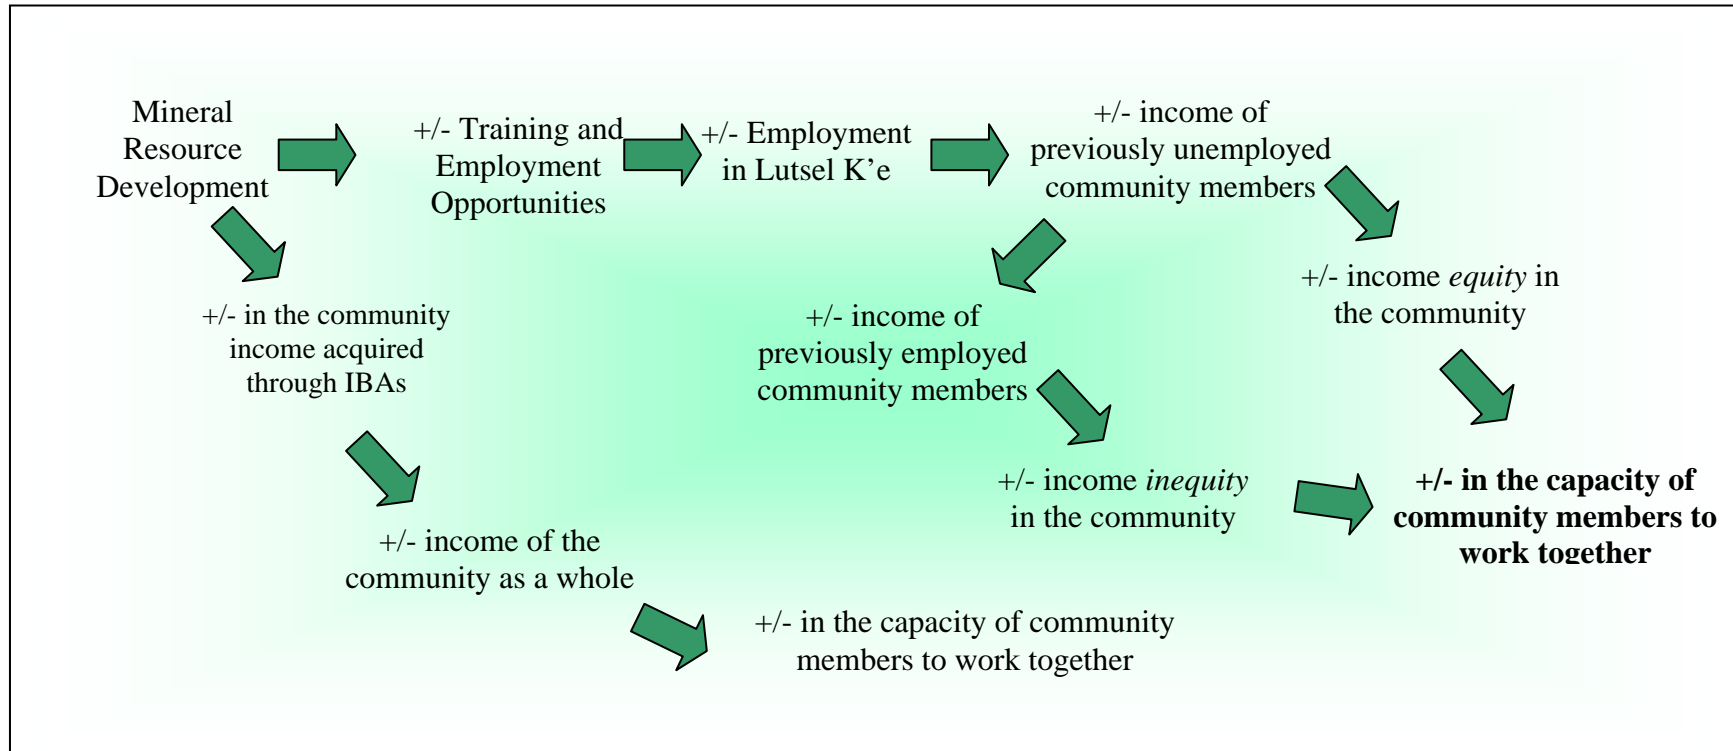 Mineral
Resource
Development
+/- Training and
Employment
Opportunities
+/- Employment
in Lutsel K’e
+/- income of
previously unemployed
community members
+/- income equity in
the community
+/- in the community
income acquired
through IBAs
+/- income of
previously employed
community members
+/- income inequity
in the community
+/- in the capacity of
community members to
work together
+/- income of the
community as a whole
+/- in the capacity of community
members to work together